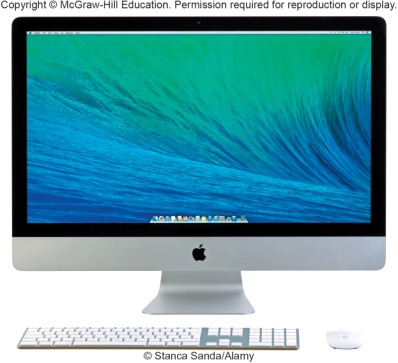 Copyright © McGraw-Hill Education. Permission required for reproduction or display.
© Stanca Sanda/Alamy